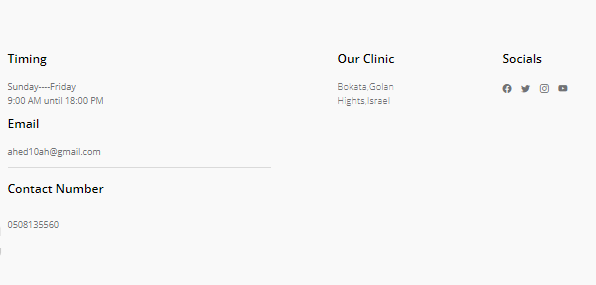 Timing
Sunday----Friday
9:00 AM until 18:00 PM
Email
ahed10ah@gmail.com
Contact Number
0508135560
Our Clinic
Bokata,Golan
Hights,Israel
Socials